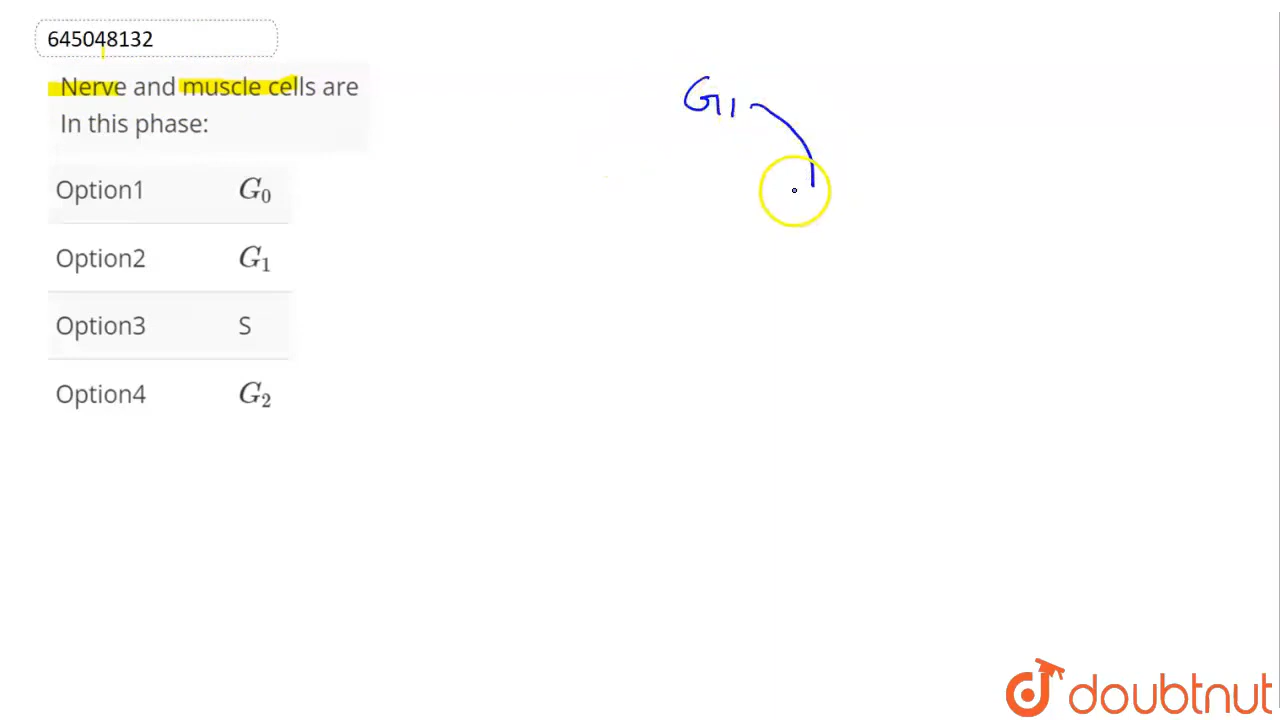 645048132
Nerve and muscle cells are
In this phase:
Option1 G₀
Option2 G₁
Option3 S
Option4 G₂
G1
doubtnut